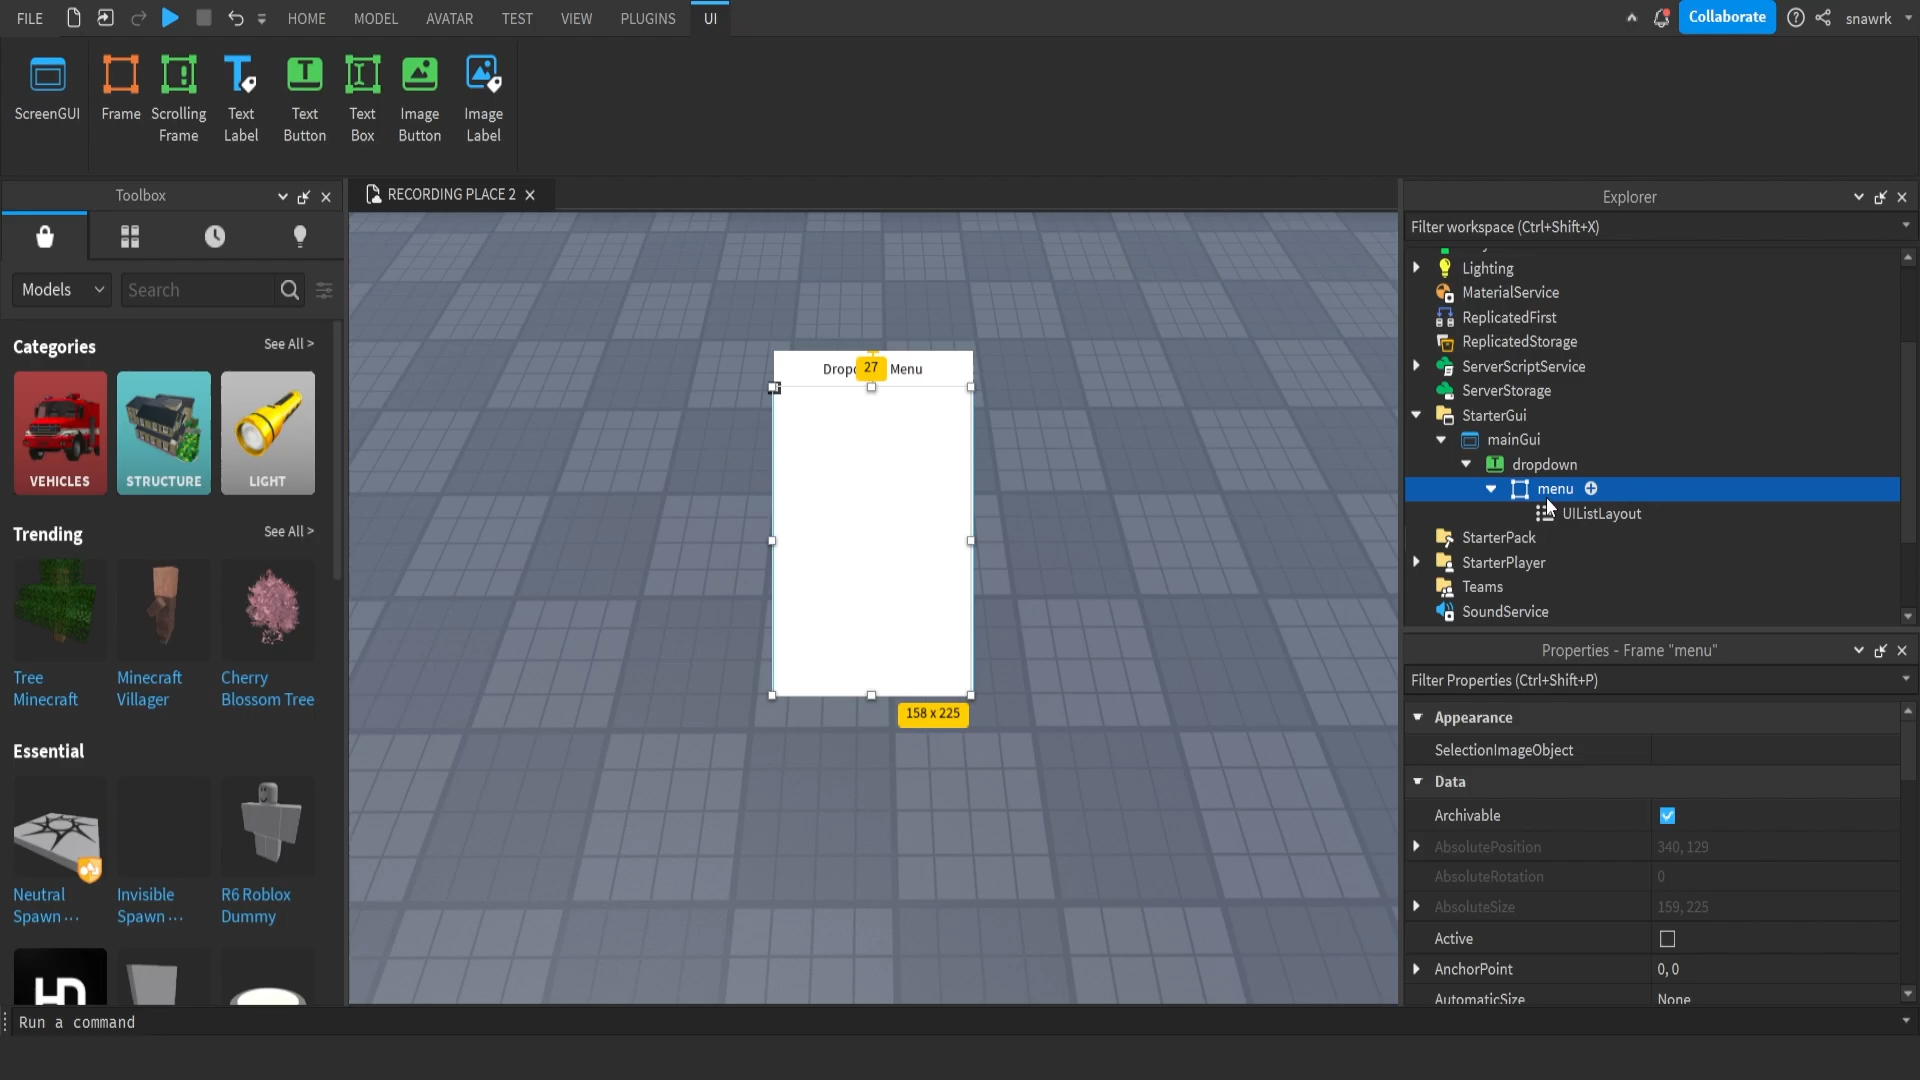 FILE
HOME
MODEL
AVATAR
TEST
VIEW
PLUGINS
UI
Collaborate
snawrk
ScreenGUI
Frame
Scrolling
Frame
Text
Label
Text
Button
Text
Box
Image
Button
Image
Label
Toolbox
Models
Search
Categories
See All >
VEHICLES
STRUCTURE
LIGHT
Trending
See All >
Tree
Minecraft
Minecraft
Villager
Cherry
Blossom Tree
Essential
Neutral
Spawn ...
Invisible
Spawn ...
R6 Roblox
Dummy
HD
RECORDING PLACE 2
27
Menu
158 x 225
Explorer
Filter workspace (Ctrl+Shift+X)
Lighting
MaterialService
ReplicatedFirst
ReplicatedStorage
ServerScriptService
ServerStorage
StarterGui
mainGui
dropdown
menu
UIListLayout
StarterPack
StarterPlayer
Teams
SoundService
Properties - Frame "menu"
Filter Properties (Ctrl+Shift+P)
Appearance
SelectionImageObject
Data
Archivable
AbsolutePosition 340, 129
AbsoluteRotation 0
AbsoluteSize 159, 225
Active
AnchorPoint 0, 0
AutomaticSize None
Run a command